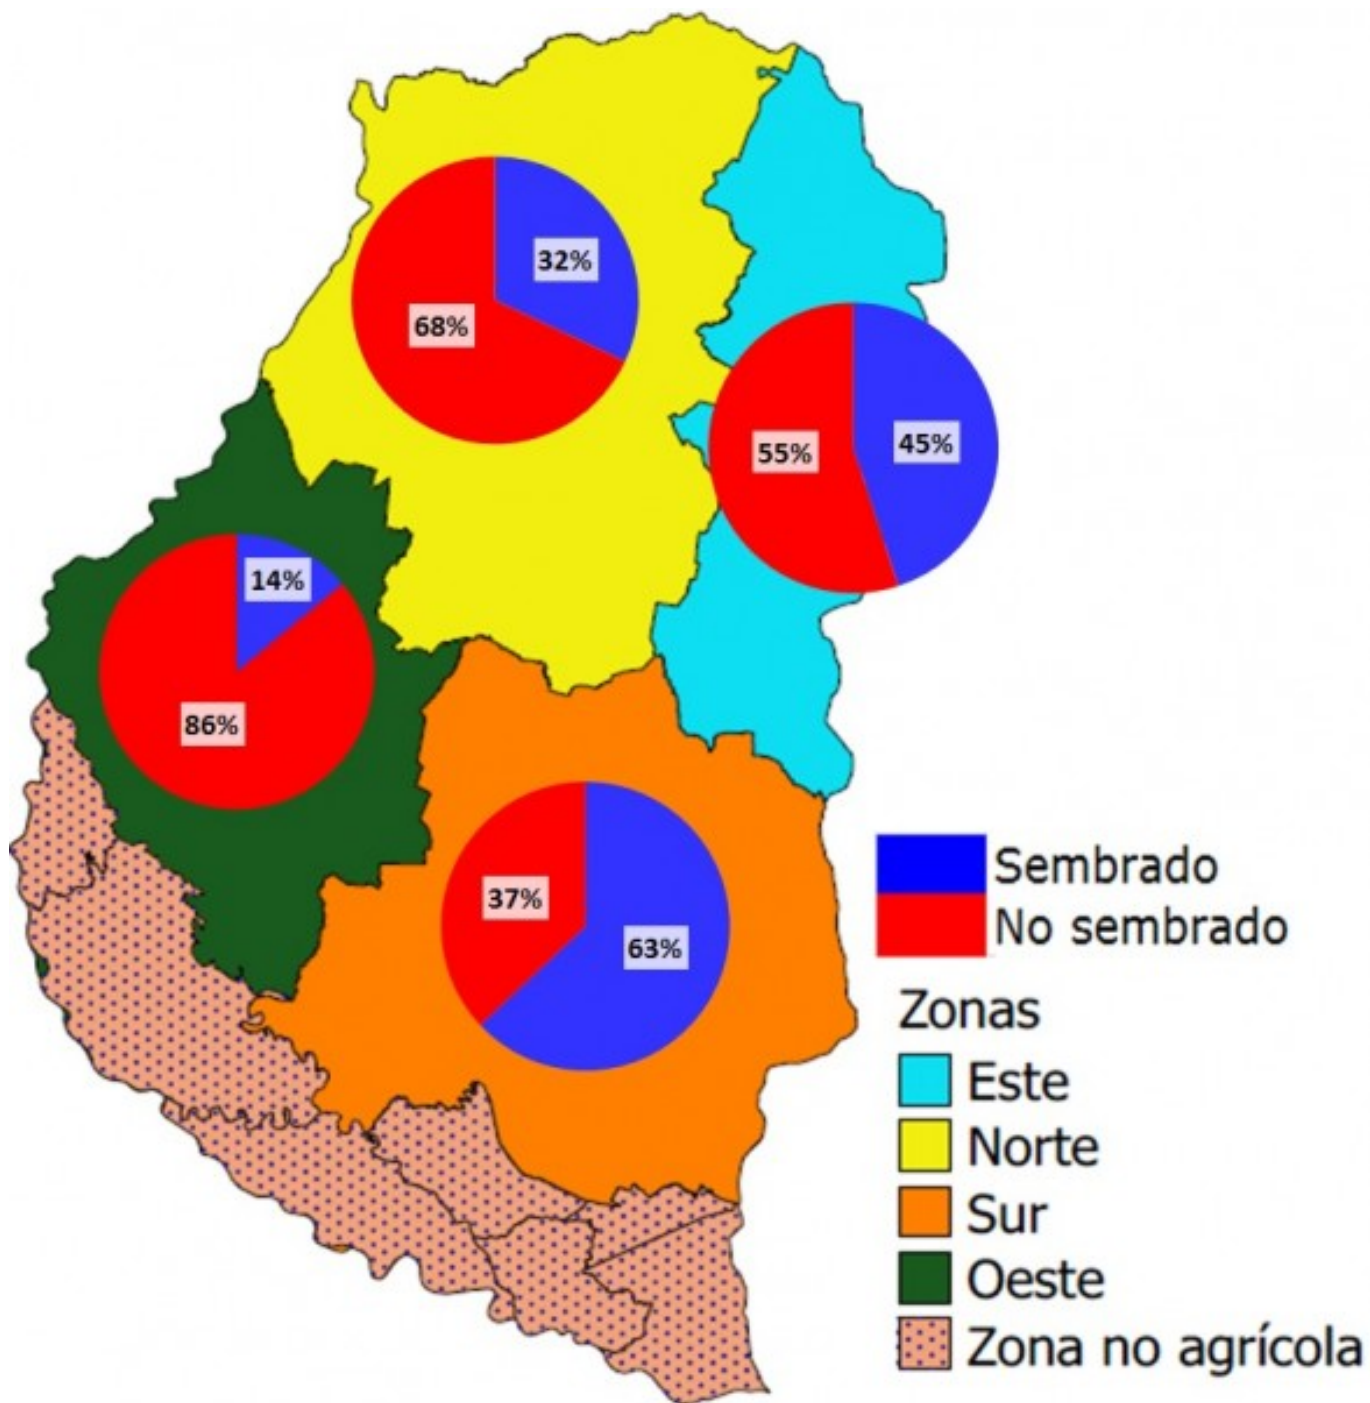 32%
68%
45%
55%
14%
86%
37%
63%
Sembrado
No sembrado
Zonas
Este
Norte
Sur
Oeste
Zona no agrícola